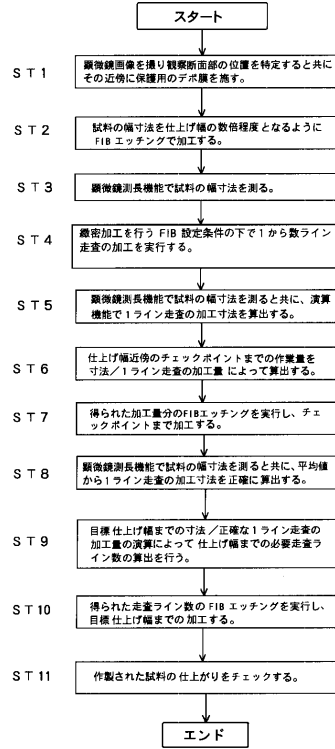 スタート
ST1
顕微鏡画像を撮り観察断面部の位置を特定すると共に
その近傍に保護用のデポ膜を施す。
ST2
試料の幅寸法を仕上げ幅の数倍程度となるように
FIBエッチングで加工する。
ST3
顕微鏡測長機能で試料の幅寸法を測る。
ST4
緻密加工を行う FIB 設定条件の下で1から数ライン
走査の加工を実行する。
ST5
顕微鏡測長機能で試料の幅寸法を測ると共に、演算
機能で1ライン走査の加工寸法を算出する。
ST6
仕上げ幅近傍のチェックポイントまでの作業量を
寸法/1ライン走査の加工量 によって算出する。
ST7
得られた加工量分のFIBエッチングを実行し、チェ
ックポイントまで加工する。
ST8
顕微鏡測長機能で試料の幅寸法を測ると共に、平均値
から1ライン走査の加工寸法を正確に算出する。
ST9
目標仕上げ幅までの寸法/正確な1ライン走査の
加工量の演算によって 仕上げ幅までの必要走査ラ
イン数の算出を行う。
ST10
得られた走査ライン数の FIB エッチングを実行し、
目標仕上げ幅までの加工する。
ST11
作製された試料の仕上がりをチェックする。
エンド